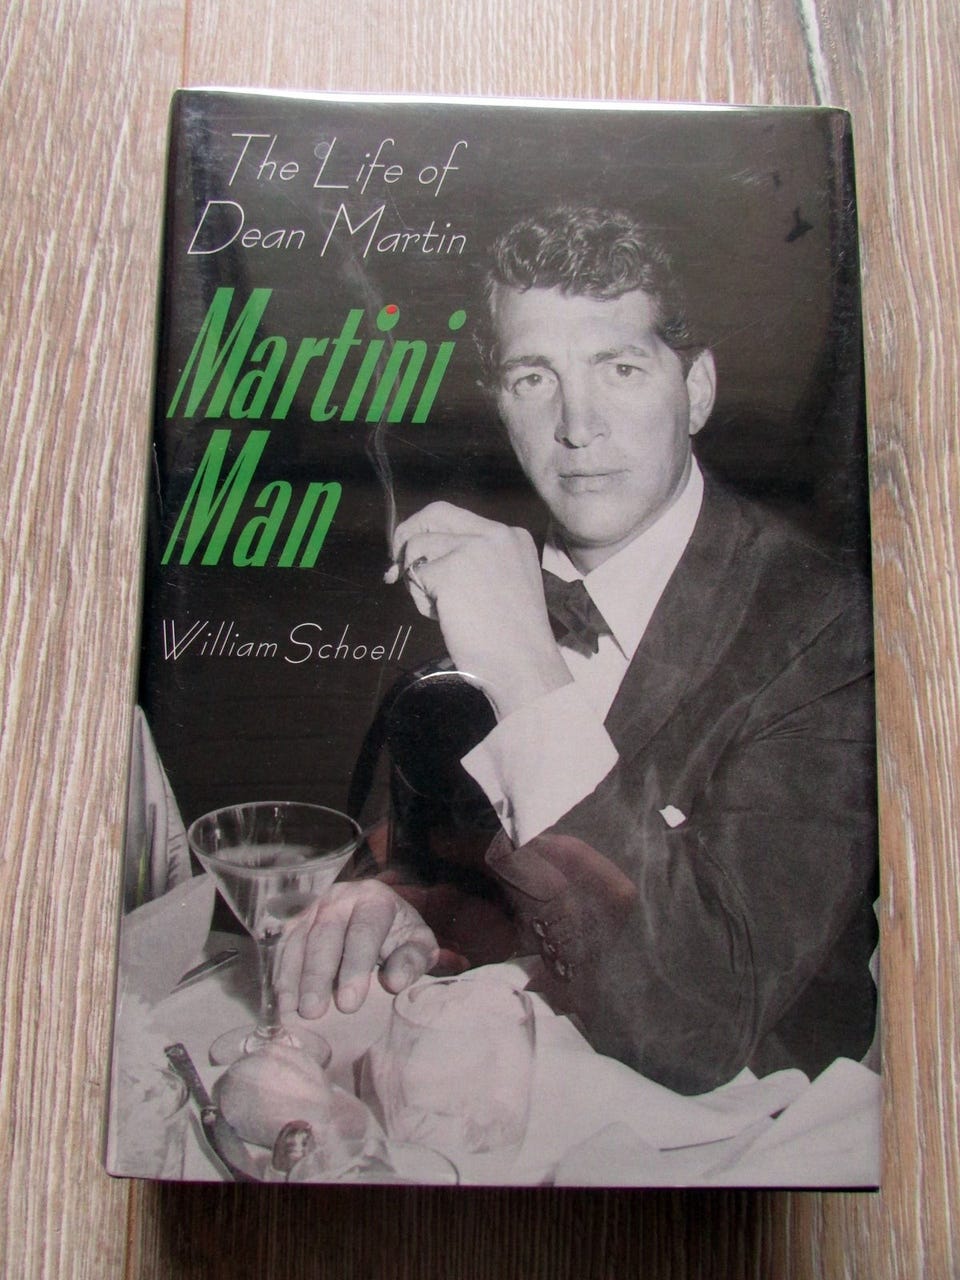 The Life of
Dean Martin
Martini
Man
William Schoell